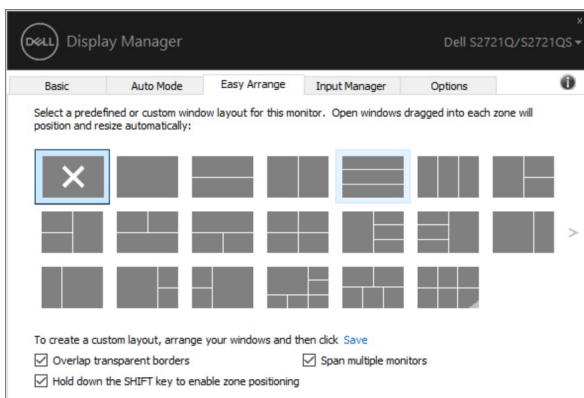 DELL Display Manager
Dell S2721Q/S2721QS
Basic Auto Mode Easy Arrange Input Manager Options
Select a predefined or custom window layout for this monitor. Open windows dragged into each zone will
position and resize automatically:
To create a custom layout, arrange your windows and then click Save
Overlap transparent borders Span multiple monitors
Hold down the SHIFT key to enable zone positioning